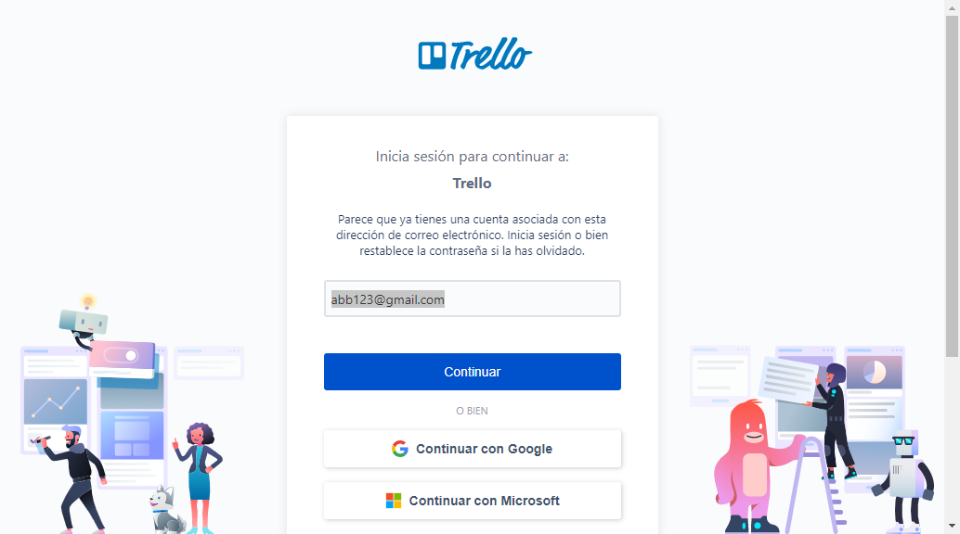 Trello
Inicia sesión para continuar a:
Trello
Parece que ya tienes una cuenta asociada con esta
dirección de correo electrónico. Inicia sesión o bien
restablece la contraseña si la has olvidado.
abb123@gmail.com
Continuar
O BIEN
Continuar con Google
Continuar con Microsoft